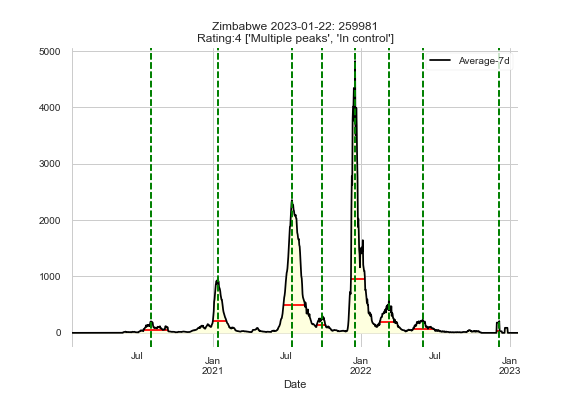 Zimbabwe 2023-01-22: 259981
Rating:4 ['Multiple peaks', 'In control']
Average-7d
5000
4000
3000
2000
1000
0
Jul
Jan
2021
Jul
Jan
2022
Jul
Jan
2023
Date